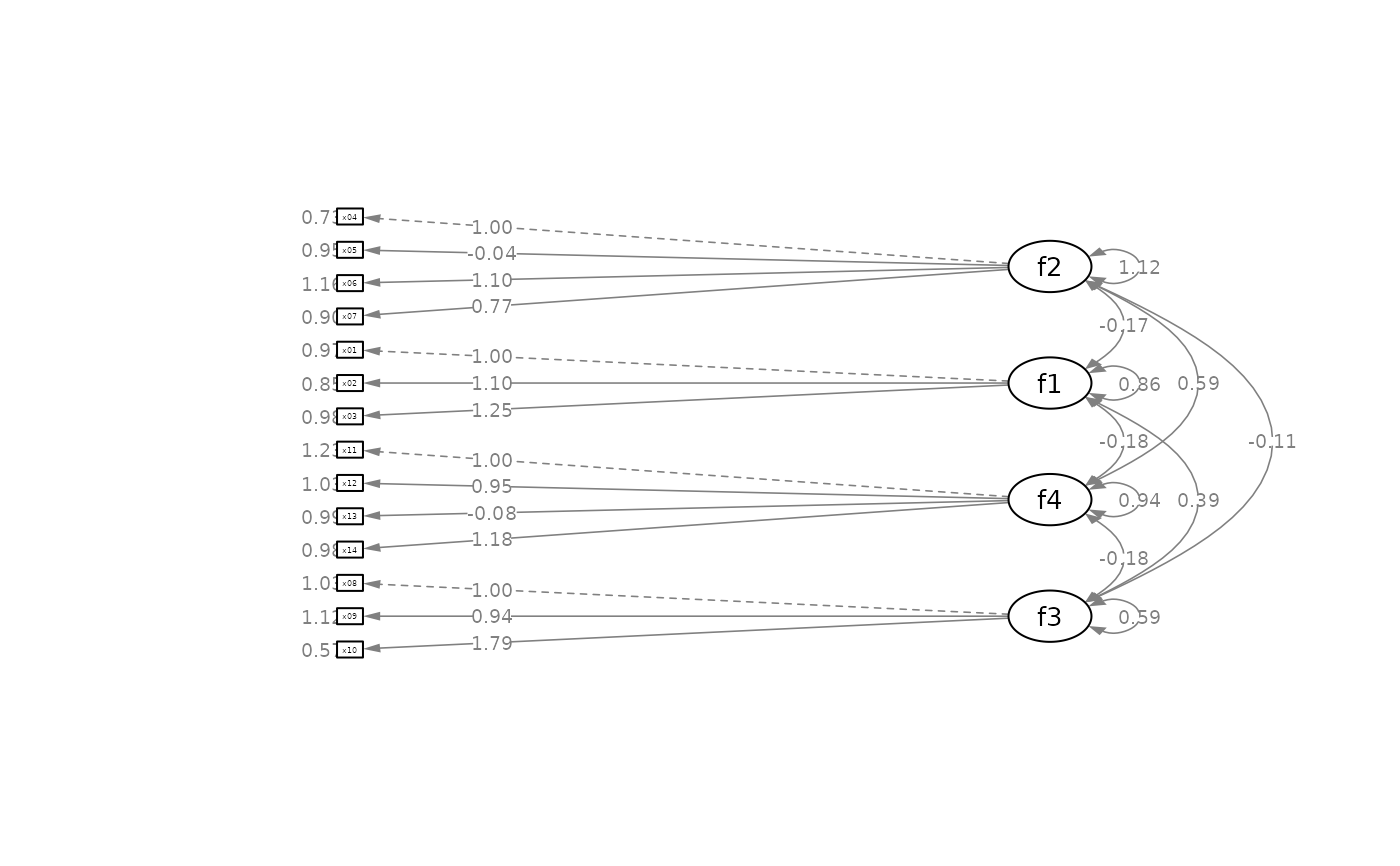 0.73 x04 1.00
0.95 x05 -0.04
1.16 x06 1.10 f2 1.12
0.90 x07 0.77
-0.17
0.97 x01 1.00
0.85 x02 1.10 f1 0.86 0.59
0.98 x03 1.25
1.23 x11 1.00 -0.18 -0.11
1.03 x12 0.95
0.99 x13 -0.08 f4 0.94 0.39
0.98 x14 1.18
-0.18
1.03 x08 1.00
1.12 x09 0.94 f3 0.59
0.57 x10 1.79